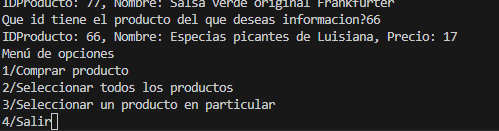 IDProducto: 77, Nombre: Salsa verde original Frankfurter
Que id tiene el producto del que deseas informacion?66
IDProducto: 66, Nombre: Especias picantes de Luisiana, Precio: 17
Menú de opciones
1/Comprar producto
2/Seleccionar todos los productos
3/Seleccionar un producto en particular
4/Salir